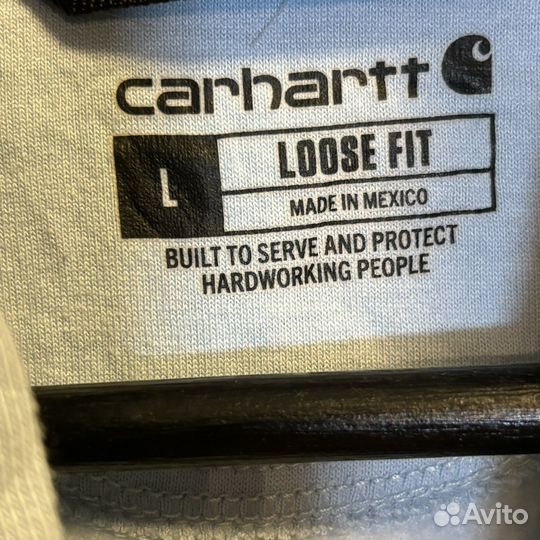 carhartt
L
LOOSE FIT
MADE IN MEXICO
BUILT TO SERVE AND PROTECT
HARDWORKING PEOPLE
Avito